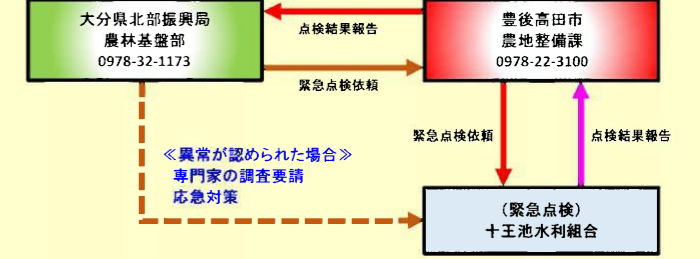 大分県北部振興局
農林基盤部
0978-32-1173
点検結果報告
緊急点検依頼
豊後高田市
農地整備課
0978-22-3100
緊急点検依頼
点検結果報告
≪異常が認められた場合≫
専門家の調査要請
応急対策
（緊急点検）
十王池水利組合